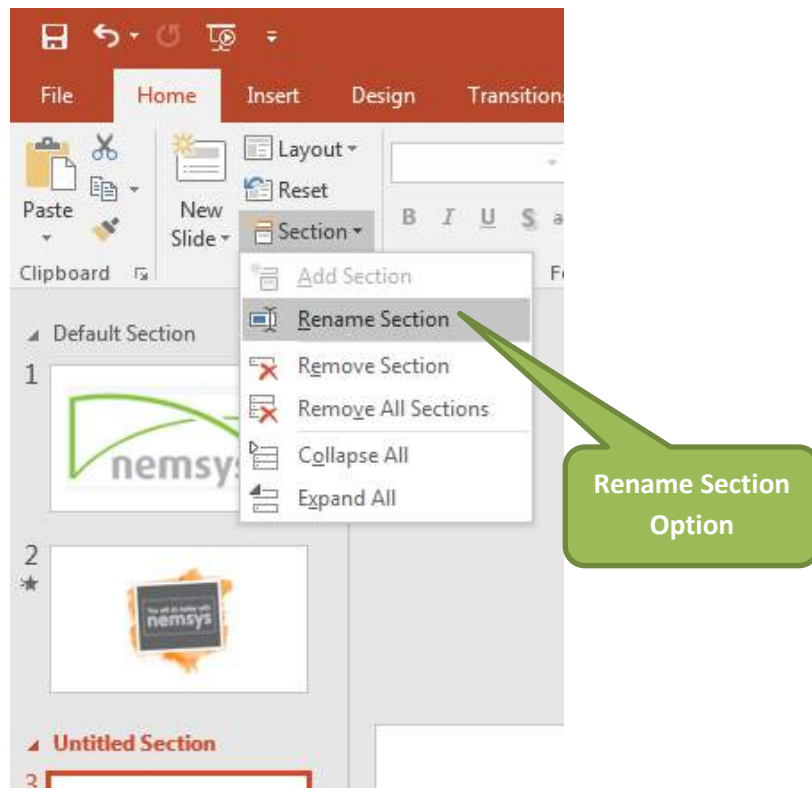 File Home Insert Design Transitions
Layout
Reset
Paste New Slide Section
B I U S
Clipboard
Add Section
Rename Section
Default Section
Remove Section
1
Remove All Sections
nemsys
Collapse All
Expand All
Rename Section
Option
2
nemsys
Untitled Section
3